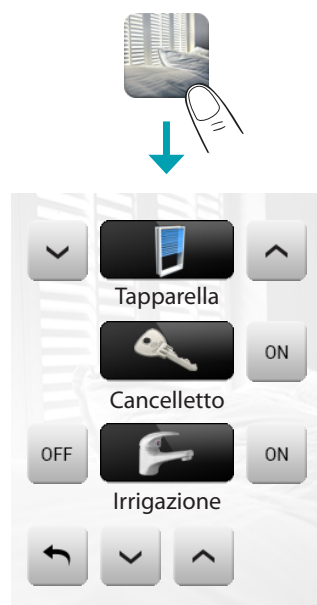 Tapparella
ON
Cancelletto
OFF
ON
Irrigazione